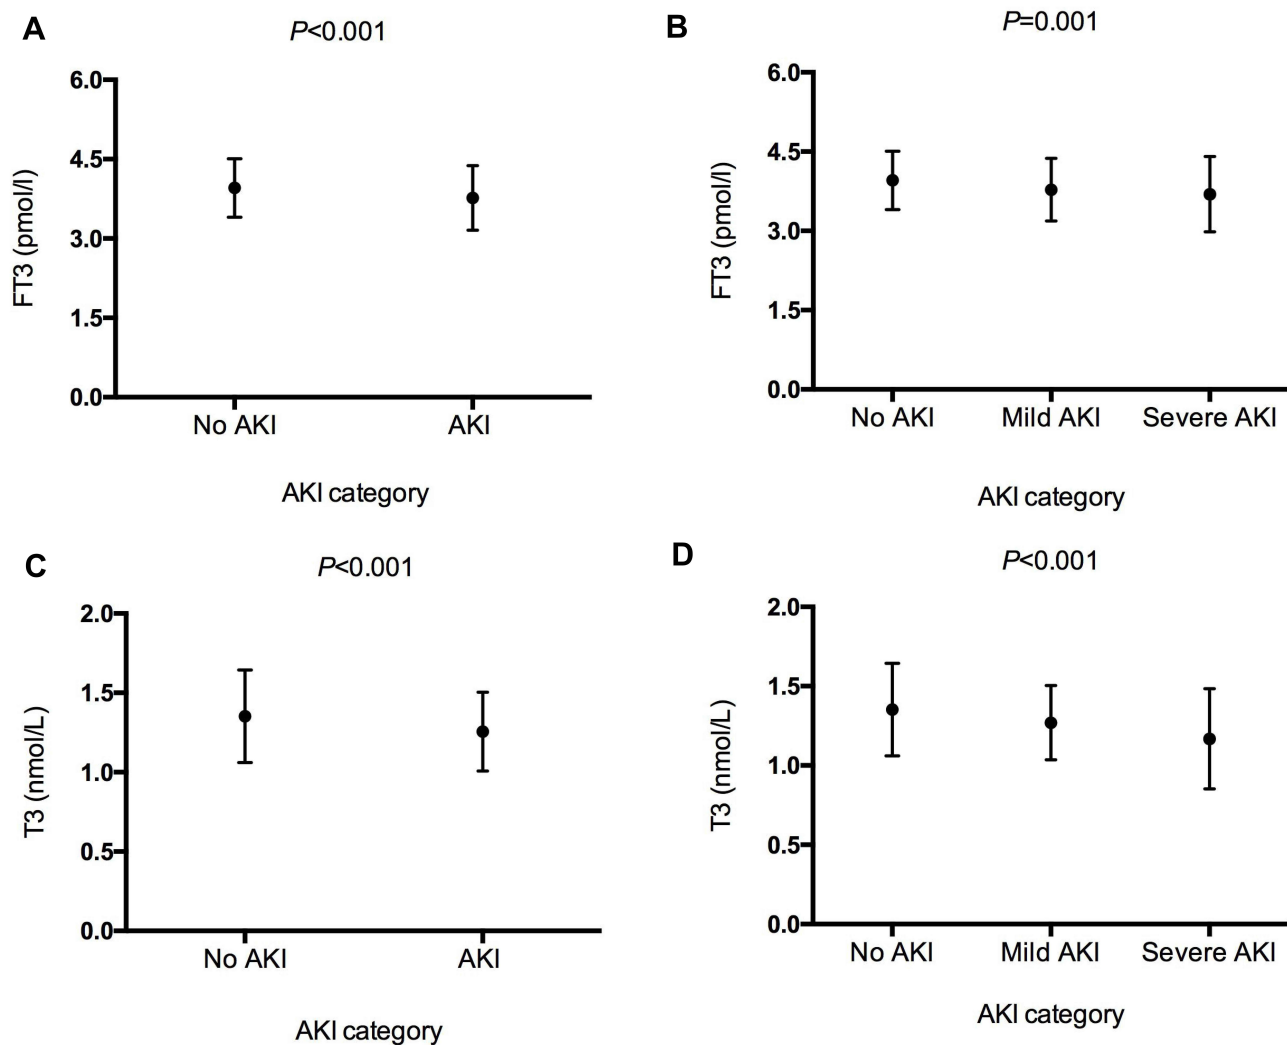 A
P<0.001
6.0
4.5
3.0
1.5
0.0
FT3 (pmol/l)
No AKI
AKI
AKI category
B
P=0.001
6.0
4.5
3.0
1.5
0.0
FT3 (pmol/l)
No AKI
Mild AKI
Severe AKI
AKI category
C
P<0.001
2.0
1.5
1.0
0.5
0.0
T3 (nmol/L)
No AKI
AKI
AKI category
D
P<0.001
2.0
1.5
1.0
0.5
0.0
T3 (nmol/L)
No AKI
Mild AKI
Severe AKI
AKI category